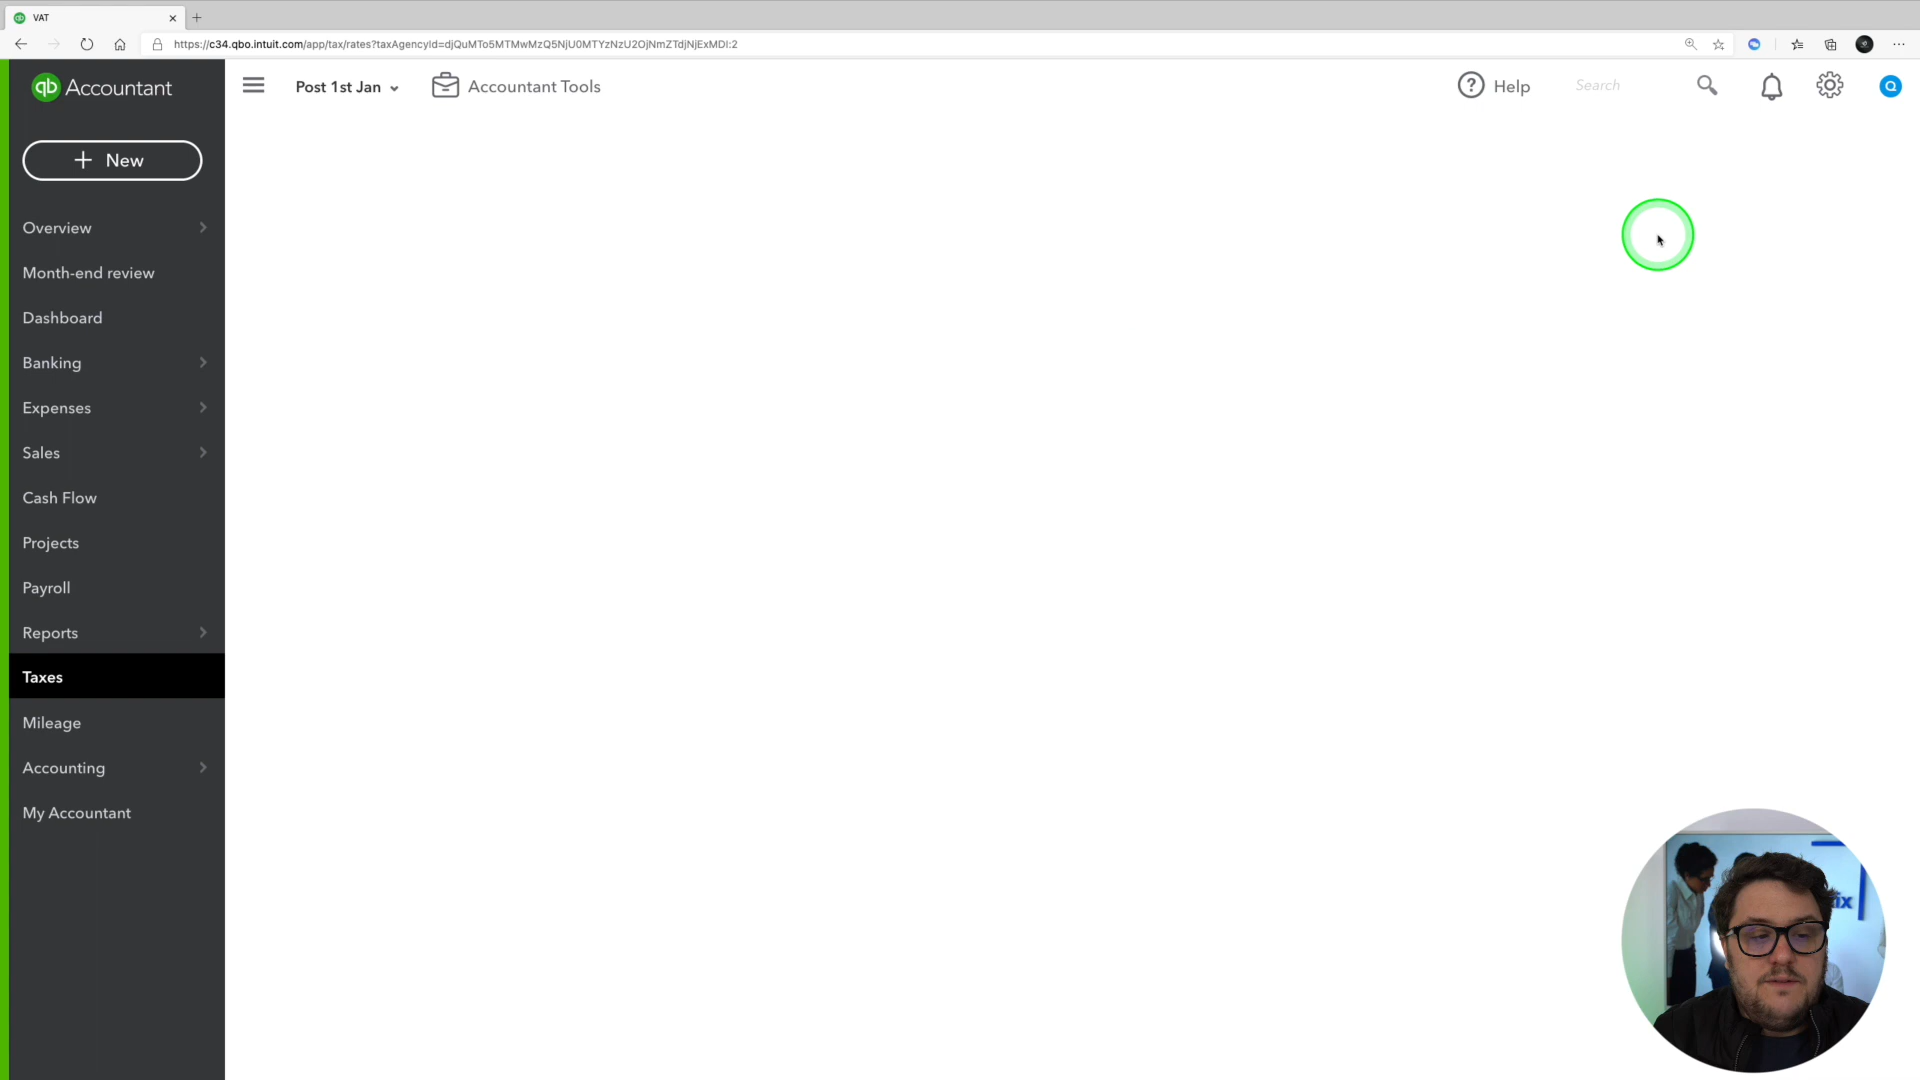 VAT
https://c34.qbo.intuit.com/app/tax/rates?taxAgencyId=djQuMTo5MTMwMzQ5NjU0MTYzNzU2OjNmZTdjNjExMDI:2
qb Accountant
Post 1st Jan
Accountant Tools
Help
Search
Q
+ New
Overview
Month-end review
Dashboard
Banking
Expenses
Sales
Cash Flow
Projects
Payroll
Reports
Taxes
Mileage
Accounting
My Accountant
ix